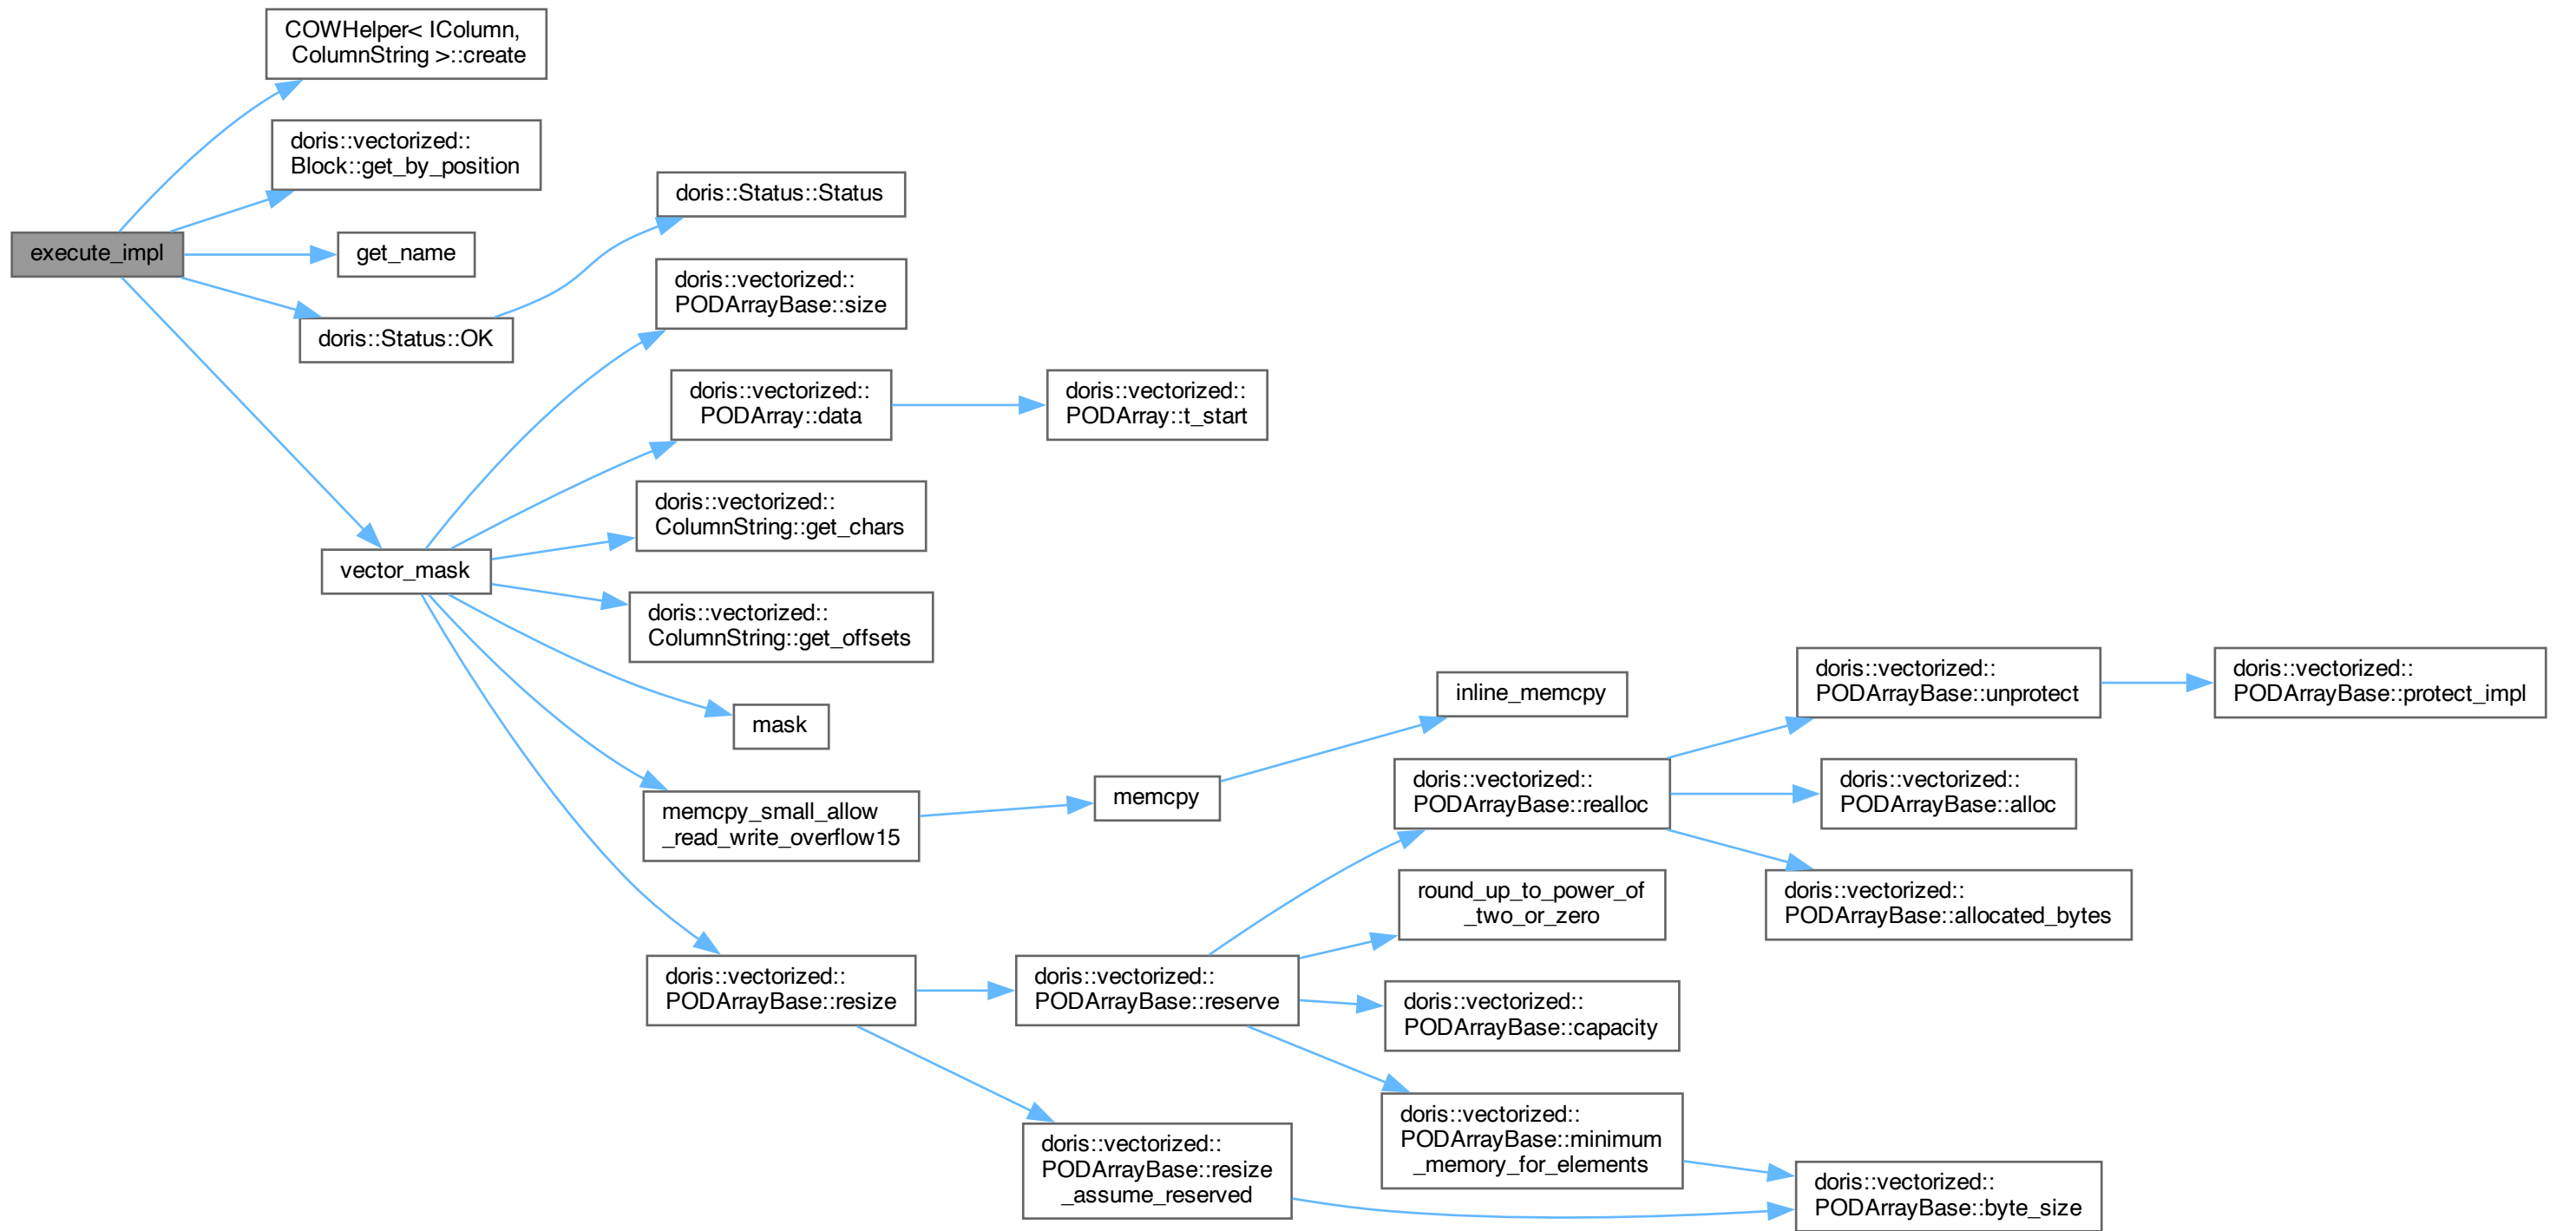 COWHelper< IColumn,
ColumnString >::create
doris::vectorized::
Block::get_by_position
execute_impl
get_name
doris::Status::OK
doris::Status::Status
doris::vectorized::
PODArrayBase::size
doris::vectorized::
PODArray::data
doris::vectorized::
PODArray::t_start
doris::vectorized::
ColumnString::get_chars
vector_mask
doris::vectorized::
ColumnString::get_offsets
mask
memcpy_small_allow
_read_write_overflow15
memcpy
inline_memcpy
doris::vectorized::
PODArrayBase::resize
doris::vectorized::
PODArrayBase::reserve
doris::vectorized::
PODArrayBase::realloc
doris::vectorized::
PODArrayBase::unprotect
doris::vectorized::
PODArrayBase::protect_impl
doris::vectorized::
PODArrayBase::alloc
doris::vectorized::
PODArrayBase::allocated_bytes
round_up_to_power_of
_two_or_zero
doris::vectorized::
PODArrayBase::capacity
doris::vectorized::
PODArrayBase::minimum
_memory_for_elements
doris::vectorized::
PODArrayBase::resize
_assume_reserved
doris::vectorized::
PODArrayBase::byte_size